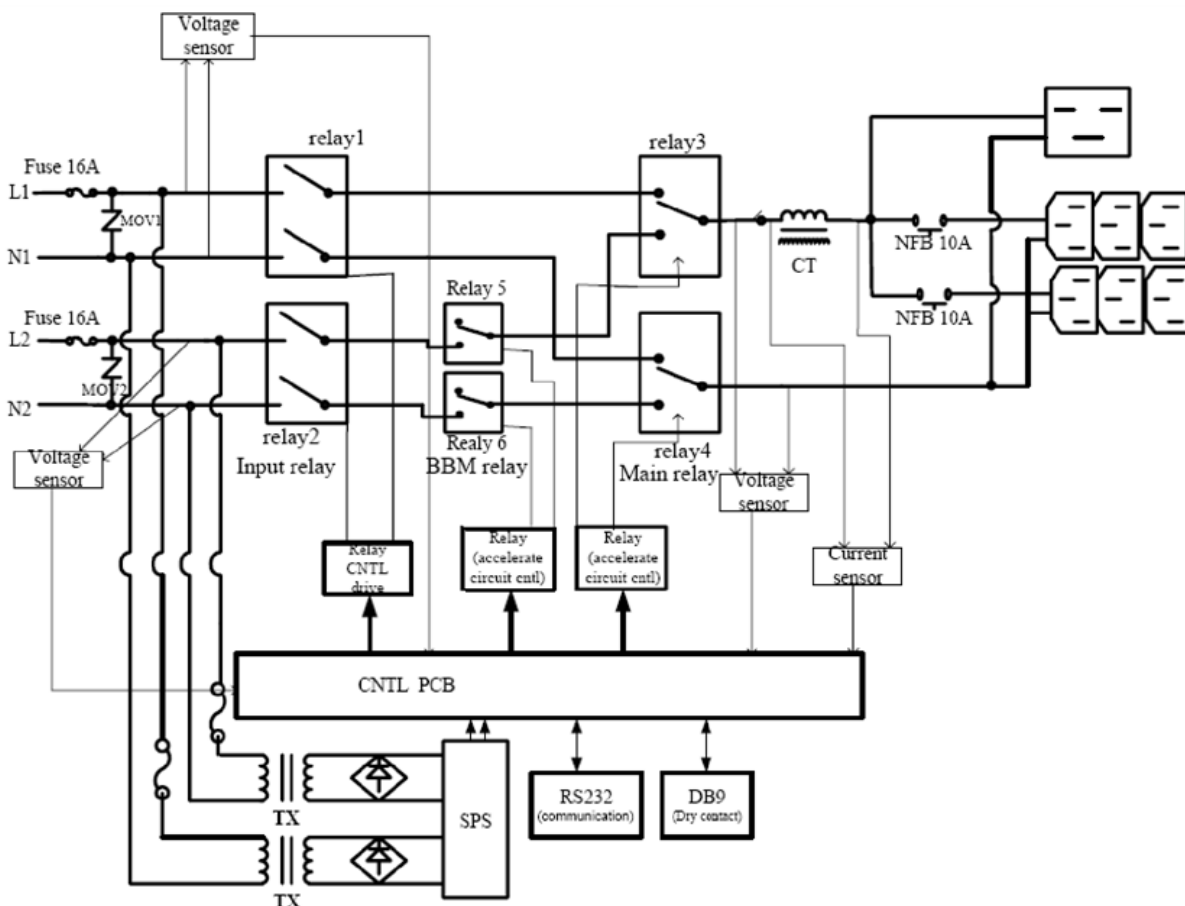 Voltage
sensor
relay1
relay3
Fuse 16A
L1
MOV1
N1
NFB 10A
CT
Relay 5
Fuse 16A
L2
NFB 10A
MOV2
N2
relay2
Realy 6
relay4
Input relay
BBM relay
Main relay
Voltage
sensor
Voltage
sensor
Relay
CNTL
drive
Relay
(accelerate
circuit cntl)
Relay
(accelerate
circuit cntl)
Current
sensor
CNTL PCB
TX
SPS
RS232
(communication)
DB9
(Dry contact)
TX